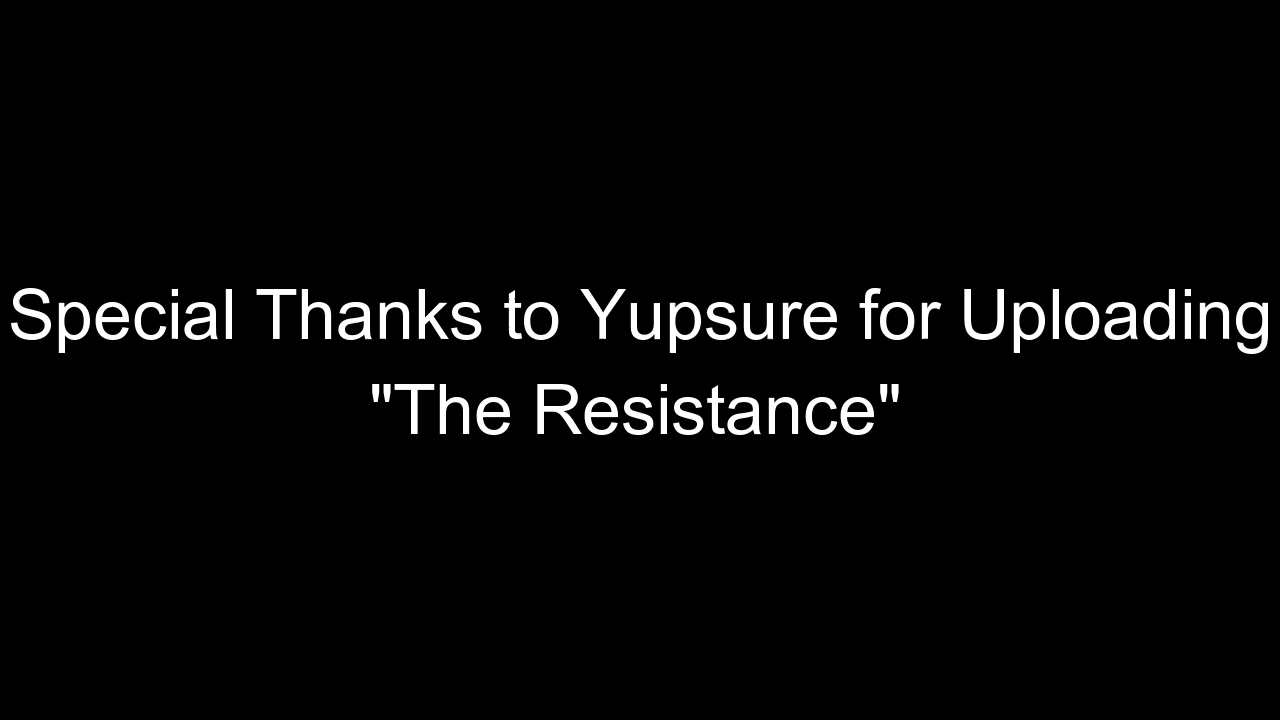 Special Thanks to Yupsure for Uploading
"The Resistance"